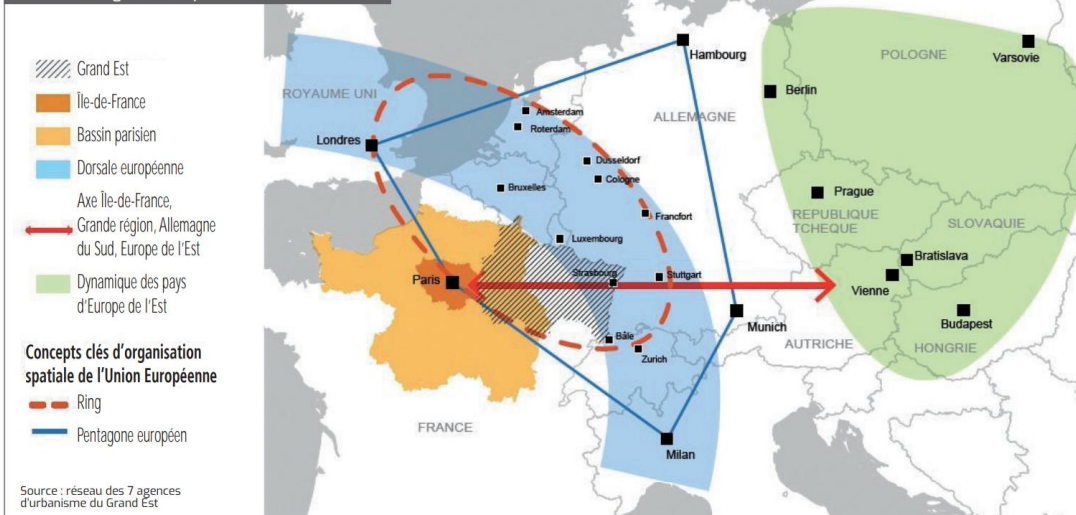 Grand Est
Île-de-France
Bassin parisien
Dorsale européenne
Axe Île-de-France,
Grande région, Allemagne
du Sud, Europe de l'Est
Dynamique des pays
d'Europe de l'Est
Concepts clés d'organisation
spatiale de l'Union Européenne
Ring
Pentagone européen
Source : réseau des 7 agences
d'urbanisme du Grand Est
Hambourg
POLOGNE
Varsovie
ROYAUME UNI
Berlin
Amsterdam
ALLEMAGNE
Roterdam
Londres
Dusseldorf
Cologne
Bruxelles
Prague
REPUBLIQUE
TCHEQUE
Francfort
SLOVAQUIE
Luxembourg
Bratislava
Strasbourg
Stuttgart
Paris
Vienne
Munich
Budapest
Bâle
AUTRICHE
HONGRIE
Zurich
FRANCE
Milan